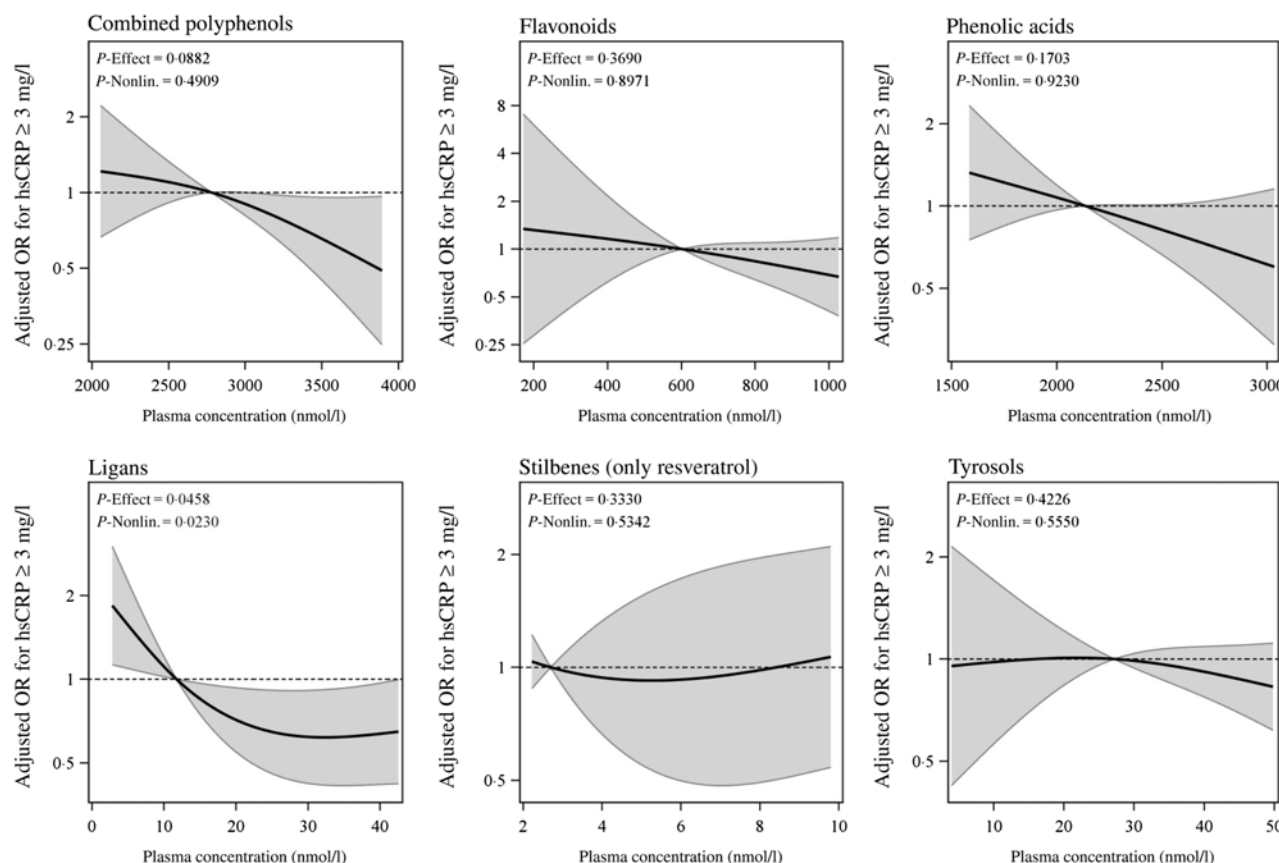 Combined polyphenols
P-Effect = 0·0882
P-Nonlin. = 0·4909
Adjusted OR for hsCRP ≥ 3 mg/l
2
1
0·5
0·25
2000 2500 3000 3500 4000
Plasma concentration (nmol/l)
Flavonoids
P-Effect = 0·3690
P-Nonlin. = 0·8971
Adjusted OR for hsCRP ≥ 3 mg/l
8
4
2
1
0·5
0·25
200 400 600 800 1000
Plasma concentration (nmol/l)
Phenolic acids
P-Effect = 0·1703
P-Nonlin. = 0·9230
Adjusted OR for hsCRP ≥ 3 mg/l
2
1
0·5
1500 2000 2500 3000
Plasma concentration (nmol/l)
Ligans
P-Effect = 0·0458
P-Nonlin. = 0·0230
Adjusted OR for hsCRP ≥ 3 mg/l
2
1
0·5
0 10 20 30 40
Plasma concentration (nmol/l)
Stilbenes (only resveratrol)
P-Effect = 0·3330
P-Nonlin. = 0·5342
Adjusted OR for hsCRP ≥ 3 mg/l
2
1
0·5
2 4 6 8 10
Plasma concentration (nmol/l)
Tyrosols
P-Effect = 0·4226
P-Nonlin. = 0·5550
Adjusted OR for hsCRP ≥ 3 mg/l
2
1
0·5
10 20 30 40 50
Plasma concentration (nmol/l)